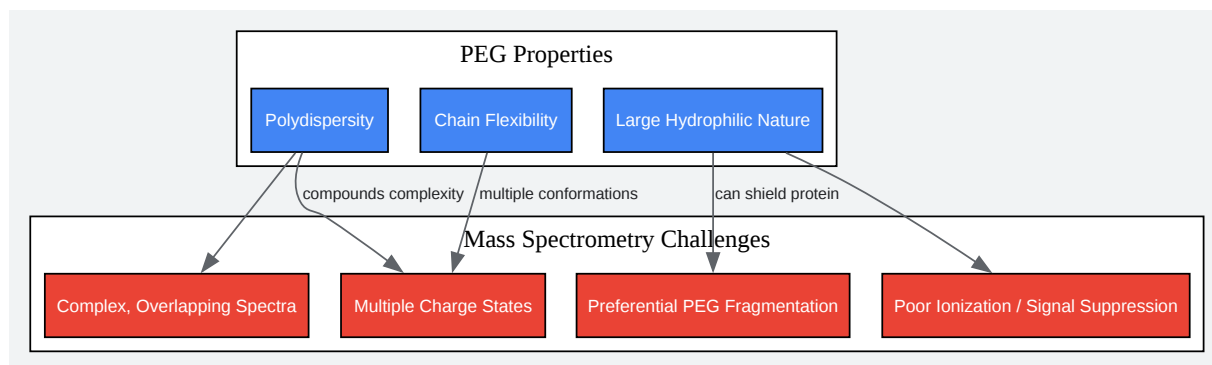 PEG Properties
Polydispersity
Chain Flexibility
Large Hydrophilic Nature
compounds complexity
multiple conformations
can shield protein
Mass Spectrometry Challenges
Complex, Overlapping Spectra
Multiple Charge States
Preferential PEG Fragmentation
Poor Ionization / Signal Suppression